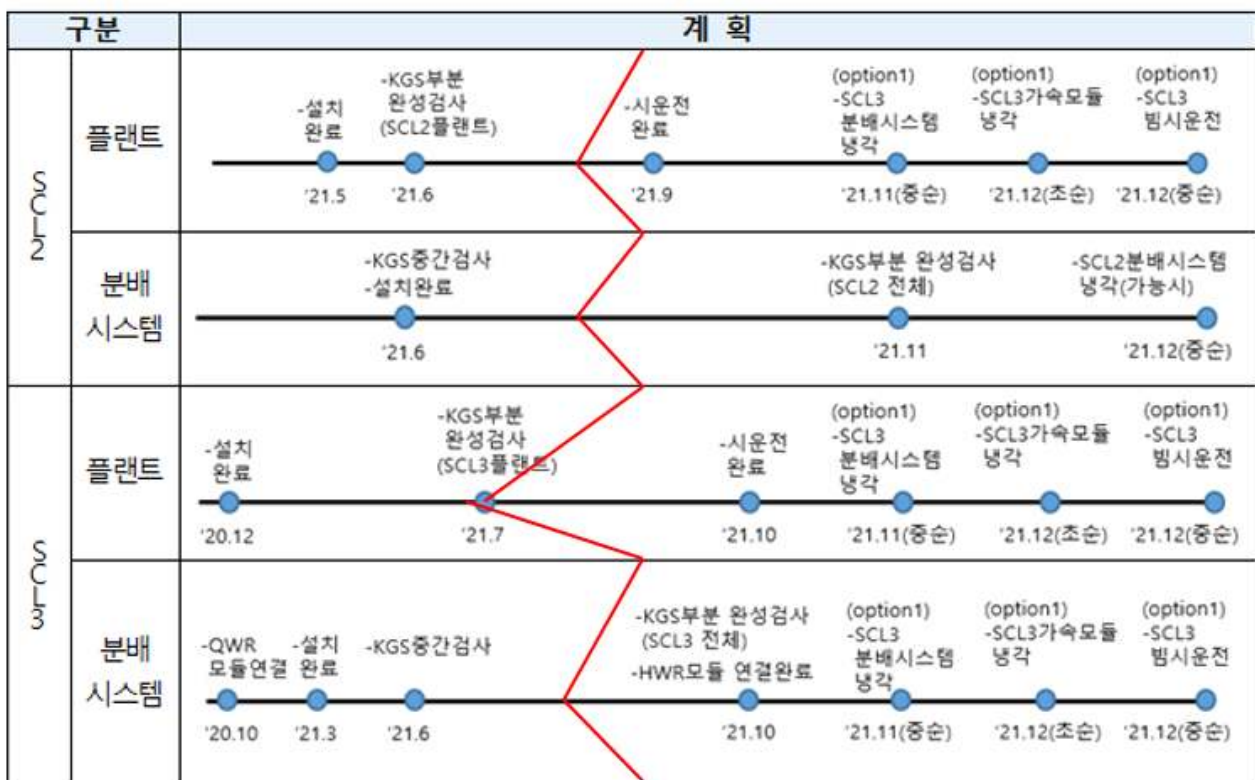 구분
계 획
SCL2
플랜트
-설치
완료
'21.5
-KGS부분
완성검사
(SCL2플랜트)
'21.6
-시운전
완료
'21.9
(option1)
-SCL3
분배시스템
냉각
'21.11(중순)
(option1)
-SCL3가속모듈
냉각
'21.12(초순)
(option1)
-SCL3
빔시운전
'21.12(중순)
분배
시스템
-KGS중간검사
-설치완료
'21.6
-KGS부분 완성검사
(SCL2 전체)
'21.11
-SCL2분배시스템
냉각(가능시)
'21.12(중순)
SCL3
플랜트
-설치
완료
'20.12
-KGS부분
완성검사
(SCL3플랜트)
'21.7
-시운전
완료
'21.10
(option1)
-SCL3
분배시스템
냉각
'21.11(중순)
(option1)
-SCL3가속모듈
냉각
'21.12(초순)
(option1)
-SCL3
빔시운전
'21.12(중순)
분배
시스템
-QWR
모듈연결
'20.10
-설치
완료
'21.3
-KGS중간검사
'21.6
-KGS부분 완성검사
(SCL3 전체)
-HWR모듈 연결완료
'21.10
(option1)
-SCL3
분배시스템
냉각
'21.11(중순)
(option1)
-SCL3가속모듈
냉각
'21.12(초순)
(option1)
-SCL3
빔시운전
'21.12(중순)